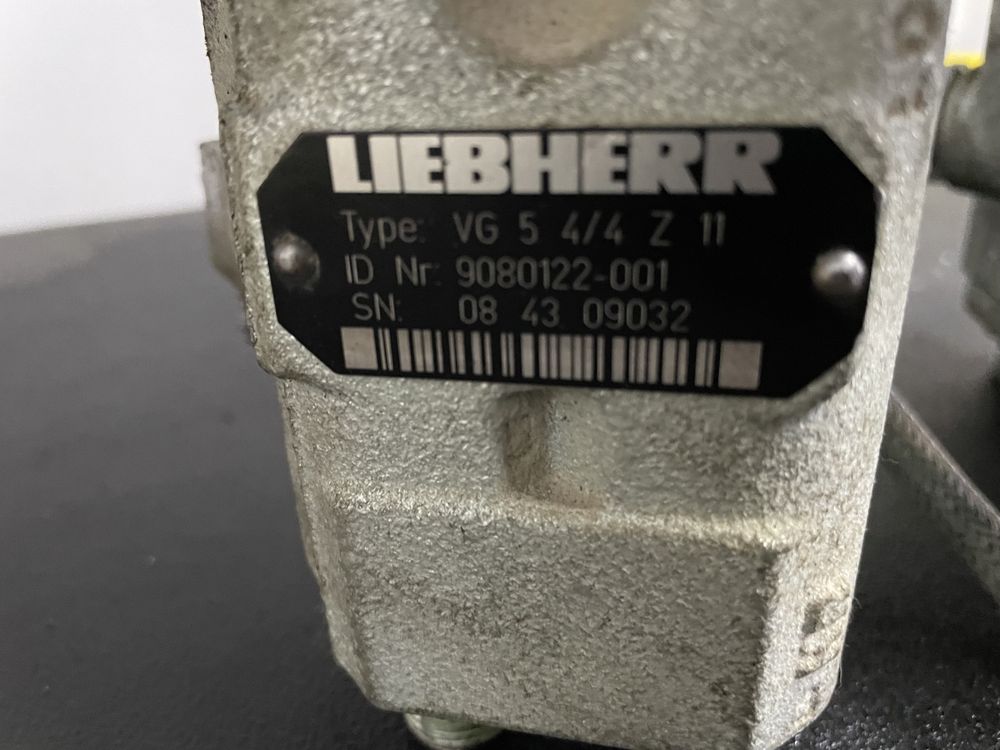 LIEBHERR
Type: VG 5 4/4 Z 11
ID Nr: 9080122-001
SN: 08 43 09032